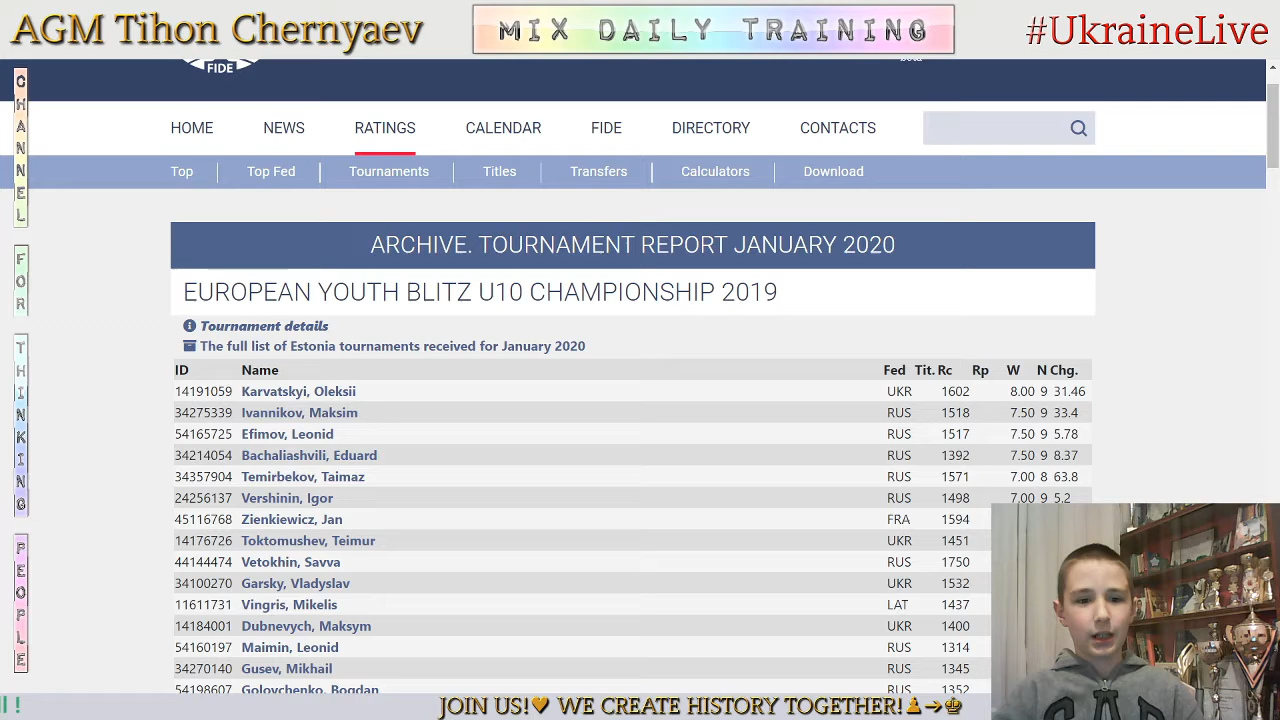 AGM Tihon Chernyaev
MIX DAILY TRAINING
#UkraineLive
CHANNEL FOR THINKING PEOPLE
FIDE
beta
HOME NEWS RATINGS CALENDAR FIDE DIRECTORY CONTACTS
Top Top Fed Tournaments Titles Transfers Calculators Download
ARCHIVE. TOURNAMENT REPORT JANUARY 2020
EUROPEAN YOUTH BLITZ U10 CHAMPIONSHIP 2019
Tournament details
The full list of Estonia tournaments received for January 2020
ID Name Fed Tit. Rc Rp W N Chg.
14191059 Karvatskyi, Oleksii UKR 1602 8.00 9 31.46
34275339 Ivannikov, Maksim RUS 1518 7.50 9 33.4
54165725 Efimov, Leonid RUS 1517 7.50 9 5.78
34214054 Bachaliashvili, Eduard RUS 1392 7.50 9 8.37
34357904 Temirbekov, Taimaz RUS 1571 7.00 8 63.8
24256137 Vershinin, Igor RUS 1498 7.00 9 5.2
45116768 Zienkiewicz, Jan FRA 1594
14176726 Toktomushev, Teimur UKR 1451
44144474 Vetokhin, Savva RUS 1750
34100270 Garsky, Vladyslav UKR 1532
11611731 Vingris, Mikelis LAT 1437
14184001 Dubnevych, Maksym UKR 1400
54160197 Maimin, Leonid RUS 1314
34270140 Gusev, Mikhail RUS 1345
54198607 Golovchenko, Bogdan RUS 1352
! JOIN US!♥ WE CREATE HISTORY TOGETHER!♟→♚